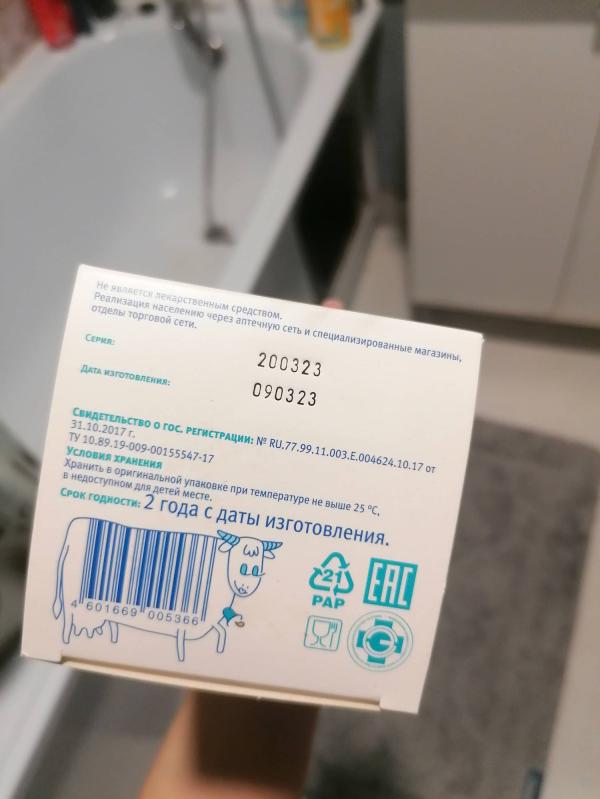 Не является лекарственным средством.
Реализация населению через аптечную сеть и специализированные магазины,
отделы торговой сети.
Серия: 200323
Дата изготовления: 090323
Свидетельство о гос. регистрации: № RU.77.99.11.003.Е.004624.10.17 от
31.10.2017 г.
ТУ 10.89.19-009-00155547-17
Условия хранения
Хранить в оригинальной упаковке при температуре не выше 25 °С,
в недоступном для детей месте.
Срок годности: 2 года с даты изготовления.
4 601669 005366
21
PAP
EAC